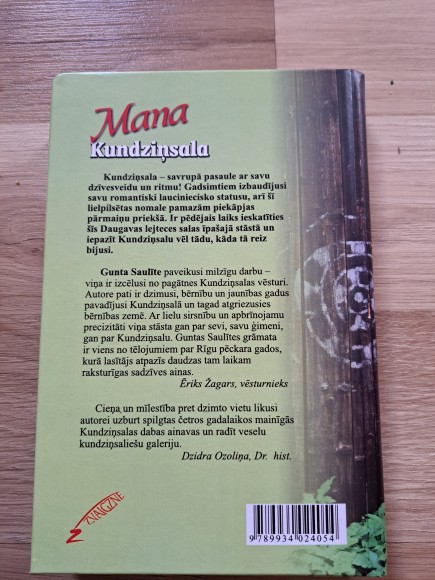 Mana
Kundziņsala
Kundziņsala – savrupā pasaule ar savu
dzīvesveidu un ritmu! Gadsimtiem izbaudījusi
savu romantiski lauciniecisko statusu, arī šī
lielpilsētas nomale pamazām piekāpjas
pārmaiņu priekšā. Ir pēdējais laiks ieskatīties
šīs Daugavas lejteces salas īpašajā stāstā un
iepazīt Kundziņsalu vēl tādu, kāda tā reiz
bijusi.
Gunta Saulīte paveikusi milzīgu darbu –
viņa ir izcēlusi no pagātnes Kundziņsalas vēsturi.
Autore pati ir dzimusi, bērnību un jaunības gadus
pavadījusi Kundziņsalā un tagad atgriezusies
bērnības zemē. Ar lielu sirsnību un apbrīnojamu
precizitāti viņa stāsta gan par sevi, savu ģimeni,
gan par Kundziņsalu. Guntas Saulītes grāmata
ir viens no tēlojumiem par Rīgu pēckara gados,
kurā lasītājs atpazīs daudzas tam laikam
raksturīgas sadzīves ainas.
Ēriks Žagars, vēsturnieks
Cieņa un mīlestība pret dzimto vietu likusi
autorei uzburt spilgtas četros gadalaikos mainīgās
Kundziņsalas dabas ainavas un radīt veselu
kundziņsaliešu galeriju.
Dzidra Ozoliņa, Dr. hist.
ZVAIGZNE
9 789934 024054